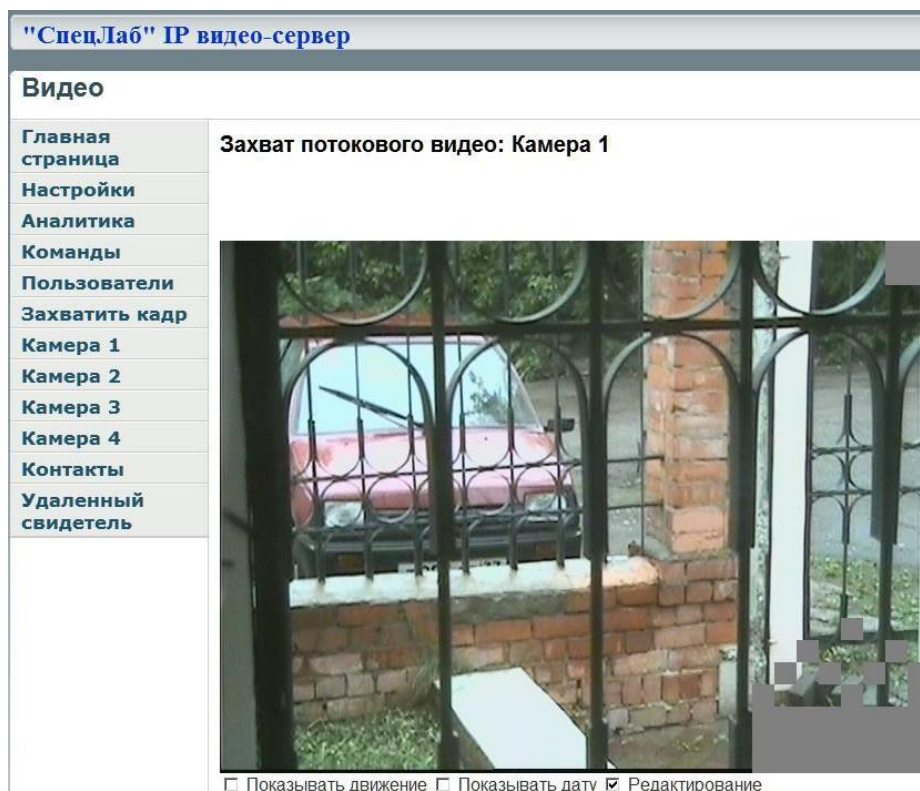 "СпецЛаб" IP видео-сервер
Видео
Главная
страница
Настройки
Аналитика
Команды
Пользователи
Захватить кадр
Камера 1
Камера 2
Камера 3
Камера 4
Контакты
Удаленный
свидетель
Захват потокового видео: Камера 1
Показывать движение Показывать дату Редактирование